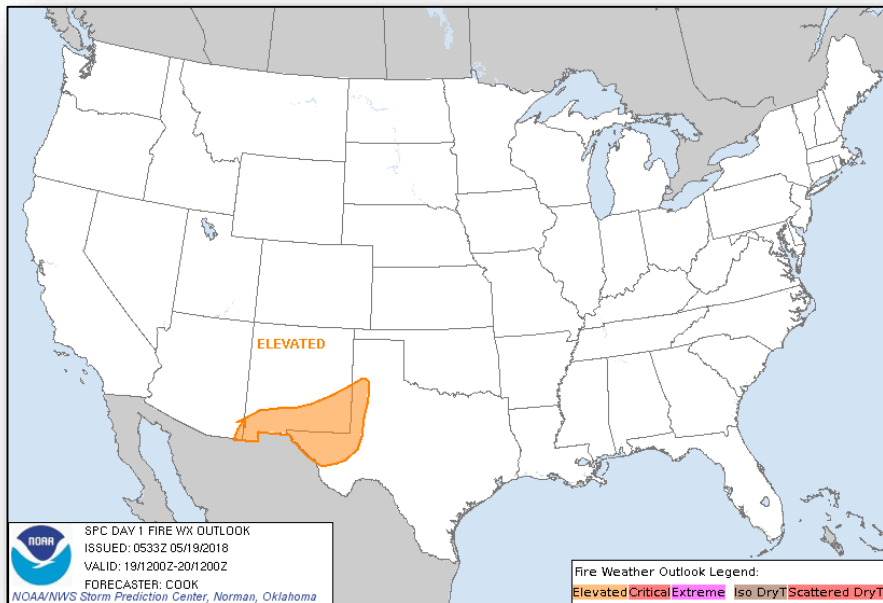 ELEVATED
NOAA
SPC DAY 1 FIRE WX OUTLOOK
ISSUED: 0533Z 05/19/2018
VALID: 19/1200Z-20/1200Z
FORECASTER: COOK
NOAA/NWS Storm Prediction Center, Norman, Oklahoma
Fire Weather Outlook Legend:
Elevated Critical Extreme Iso DryT Scattered DryT